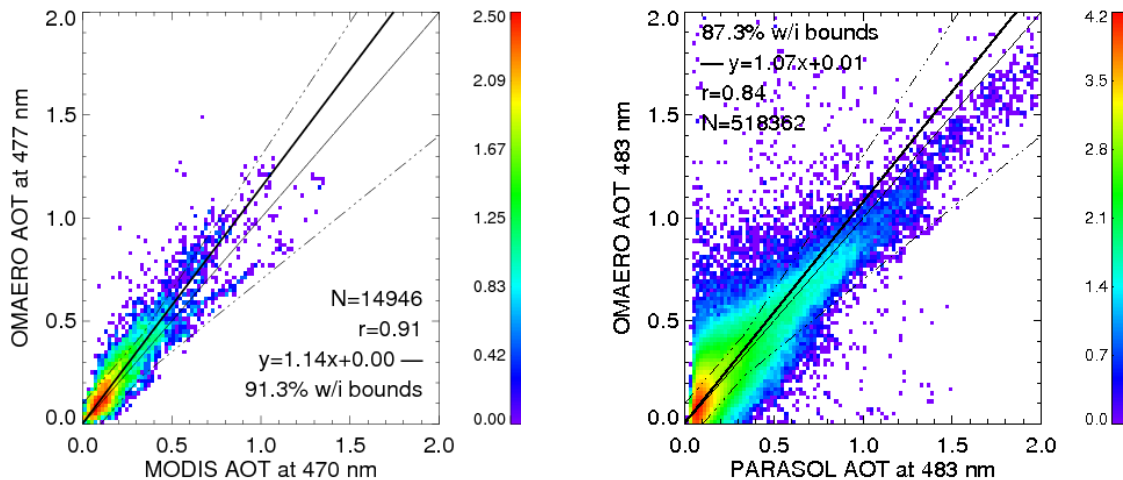 2.0
1.5
1.0
0.5
0.0
OMAERO AOT at 477 nm
0.0 0.5 1.0 1.5 2.0
MODIS AOT at 470 nm
N=14946
r=0.91
y=1.14x+0.00 —
91.3% w/i bounds
2.50
2.09
1.67
1.25
0.83
0.42
0.00
2.0
1.5
1.0
0.5
0.0
OMAERO AOT 483 nm
87.3% w/i bounds
— y=1.07x+0.01
r=0.84
N=518362
0.0 0.5 1.0 1.5 2.0
PARASOL AOT at 483 nm
4.2
3.5
2.8
2.1
1.4
0.7
0.0